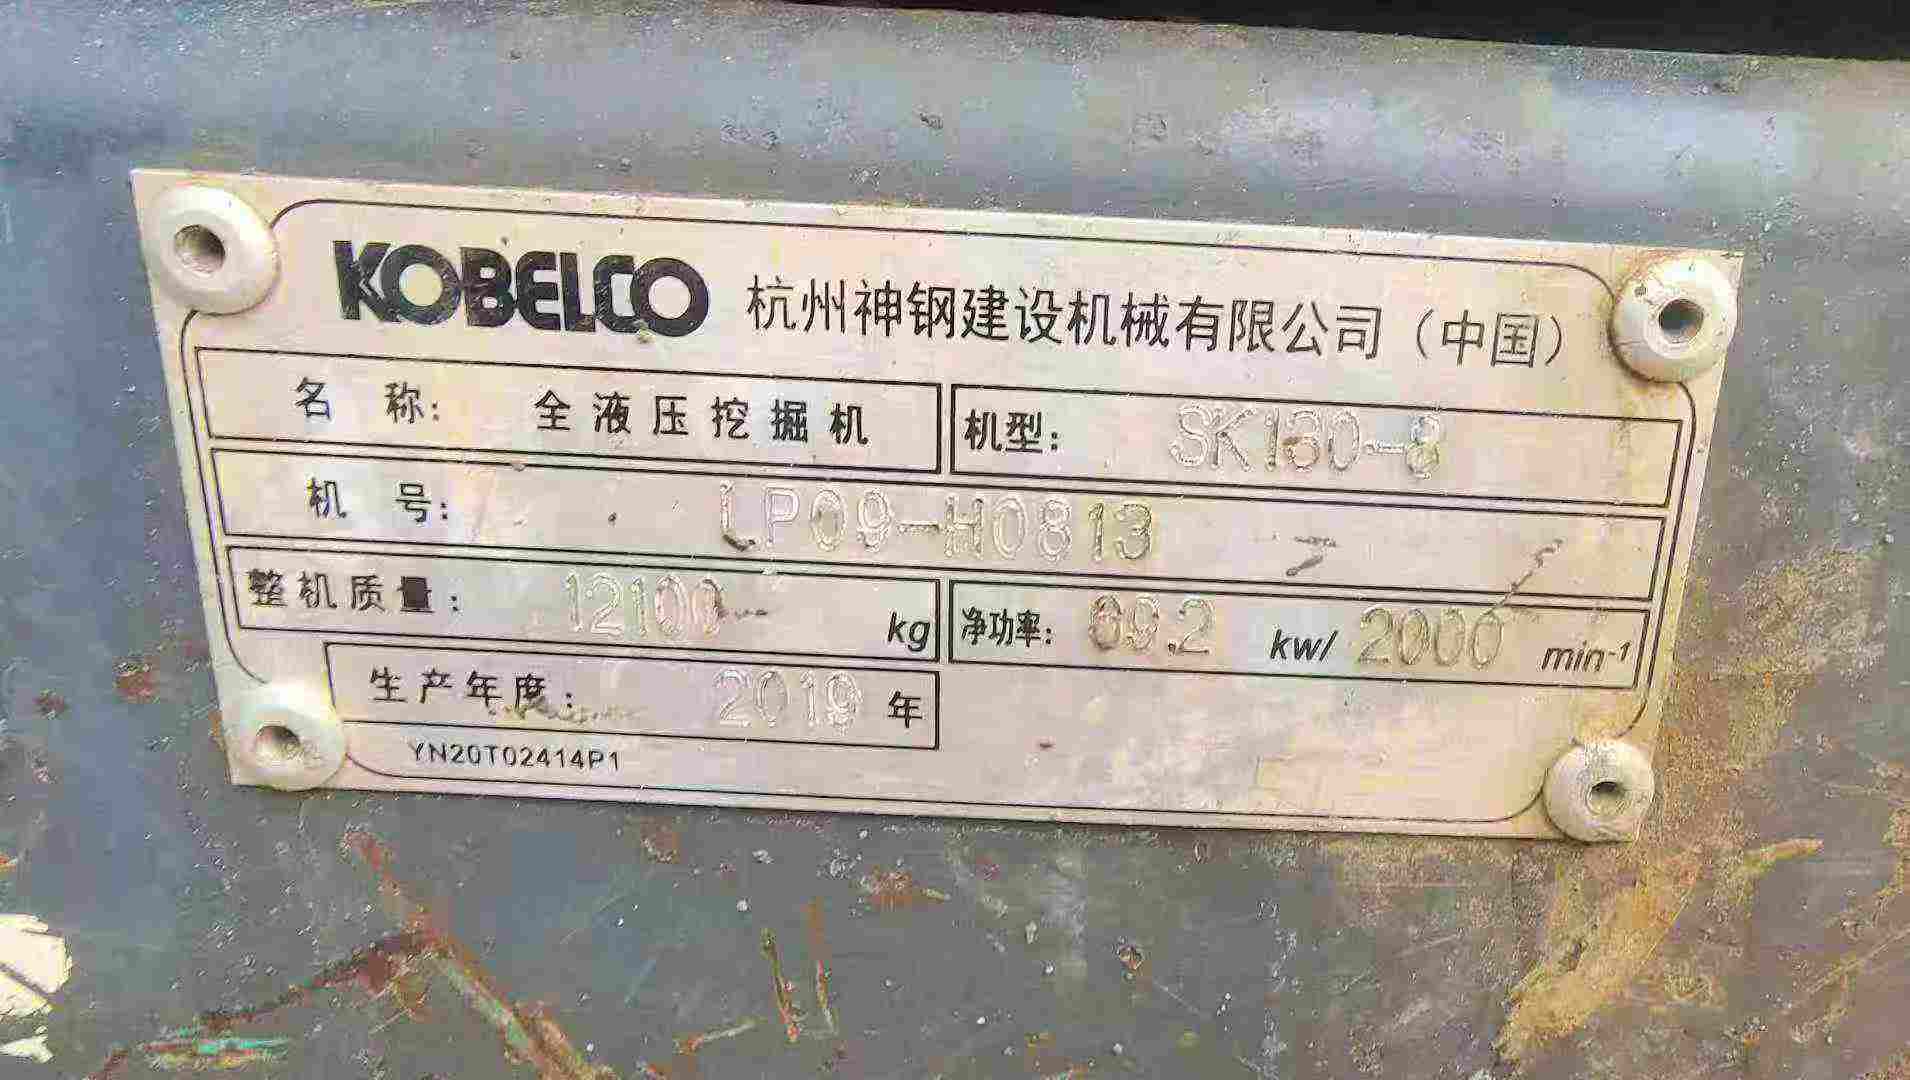 KOBELCO 杭州神钢建设机械有限公司（中国）
名 称: 全液压挖掘机 机型: SK130-8
机 号: LP09-H0813
整机质量: 12100 kg 净功率: 69.2 kw/ 2000 min-1
生产年度: 2019 年
YN20T02414P1